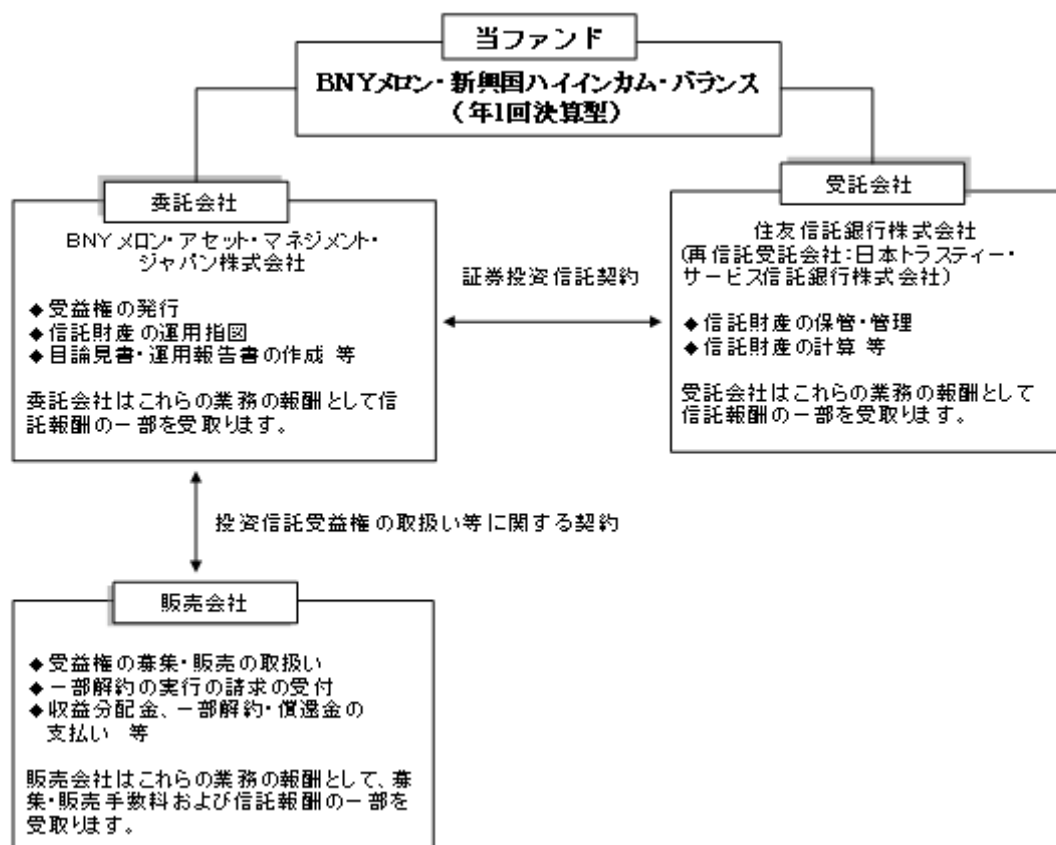 当ファンド
BNYメロン・新興国ハイインカム・バランス
（年1回決算型）
委託会社
BNY メロン・アセット・マネジメント・
ジャパン株式会社
◆受益権の発行
◆信託財産の運用指図
◆目論見書・運用報告書の作成 等
委託会社はこれらの業務の報酬として信
託報酬の一部を受取ります。
証券投資信託契約
受託会社
住友信託銀行株式会社
(再信託受託会社：日本トラスティー・
サービス信託銀行株式会社)
◆信託財産の保管・管理
◆信託財産の計算 等
受託会社はこれらの業務の報酬として
信託報酬の一部を受取ります。
投資信託受益権の取扱い等に関する契約
販売会社
◆受益権の募集・販売の取扱い
◆一部解約の実行の請求の受付
◆収益分配金、一部解約・償還金の
支払い 等
販売会社はこれらの業務の報酬として、募
集・販売手数料および信託報酬の一部を
受取ります。